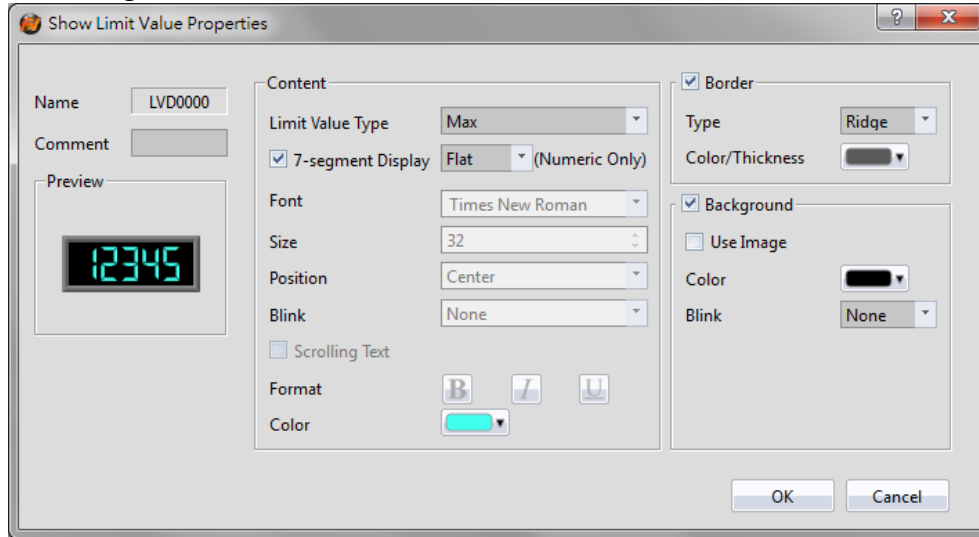 Show Limit Value Properties
Name LVD0000
Comment
Preview
12345
Content
Limit Value Type Max
7-segment Display Flat (Numeric Only)
Font Times New Roman
Size 32
Position Center
Blink None
Scrolling Text
Format B I U
Color
Border
Type Ridge
Color/Thickness
Background
Use Image
Color
Blink None
OK Cancel